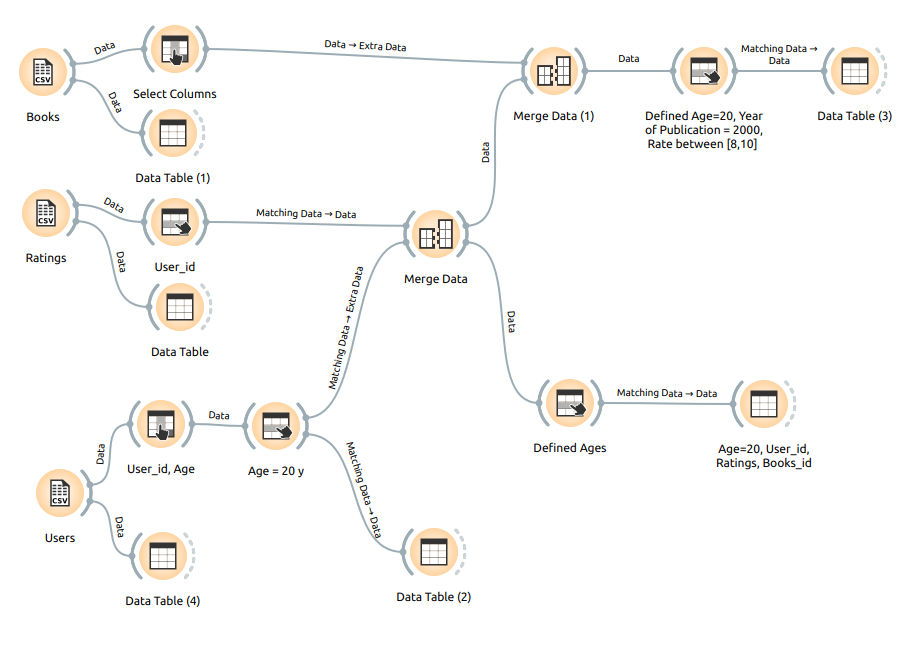 Data
Data → Extra Data
CSV
Books
Select Columns
Data
Data Table (1)
Data
Merge Data (1)
Data
Defined Age=20, Year
of Publication = 2000,
Rate between [8,10]
Matching Data →
Data
Data Table (3)
CSV
Ratings
Data
User_id
Matching Data → Data
Data
Data Table
Merge Data
Matching Data → Extra Data
Data
Defined Ages
Matching Data → Data
Age=20, User_id,
Ratings, Books_id
CSV
Users
Data
User_id, Age
Data
Age = 20 y
Matching Data → Data
Data Table (2)
Data
Data Table (4)